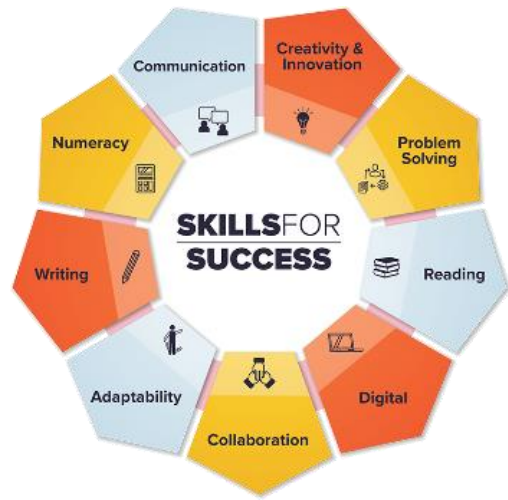 Communication
Creativity &
Innovation
Numeracy
Problem
Solving
SKILLSFOR
SUCCESS
Writing
Reading
Adaptability
Digital
Collaboration